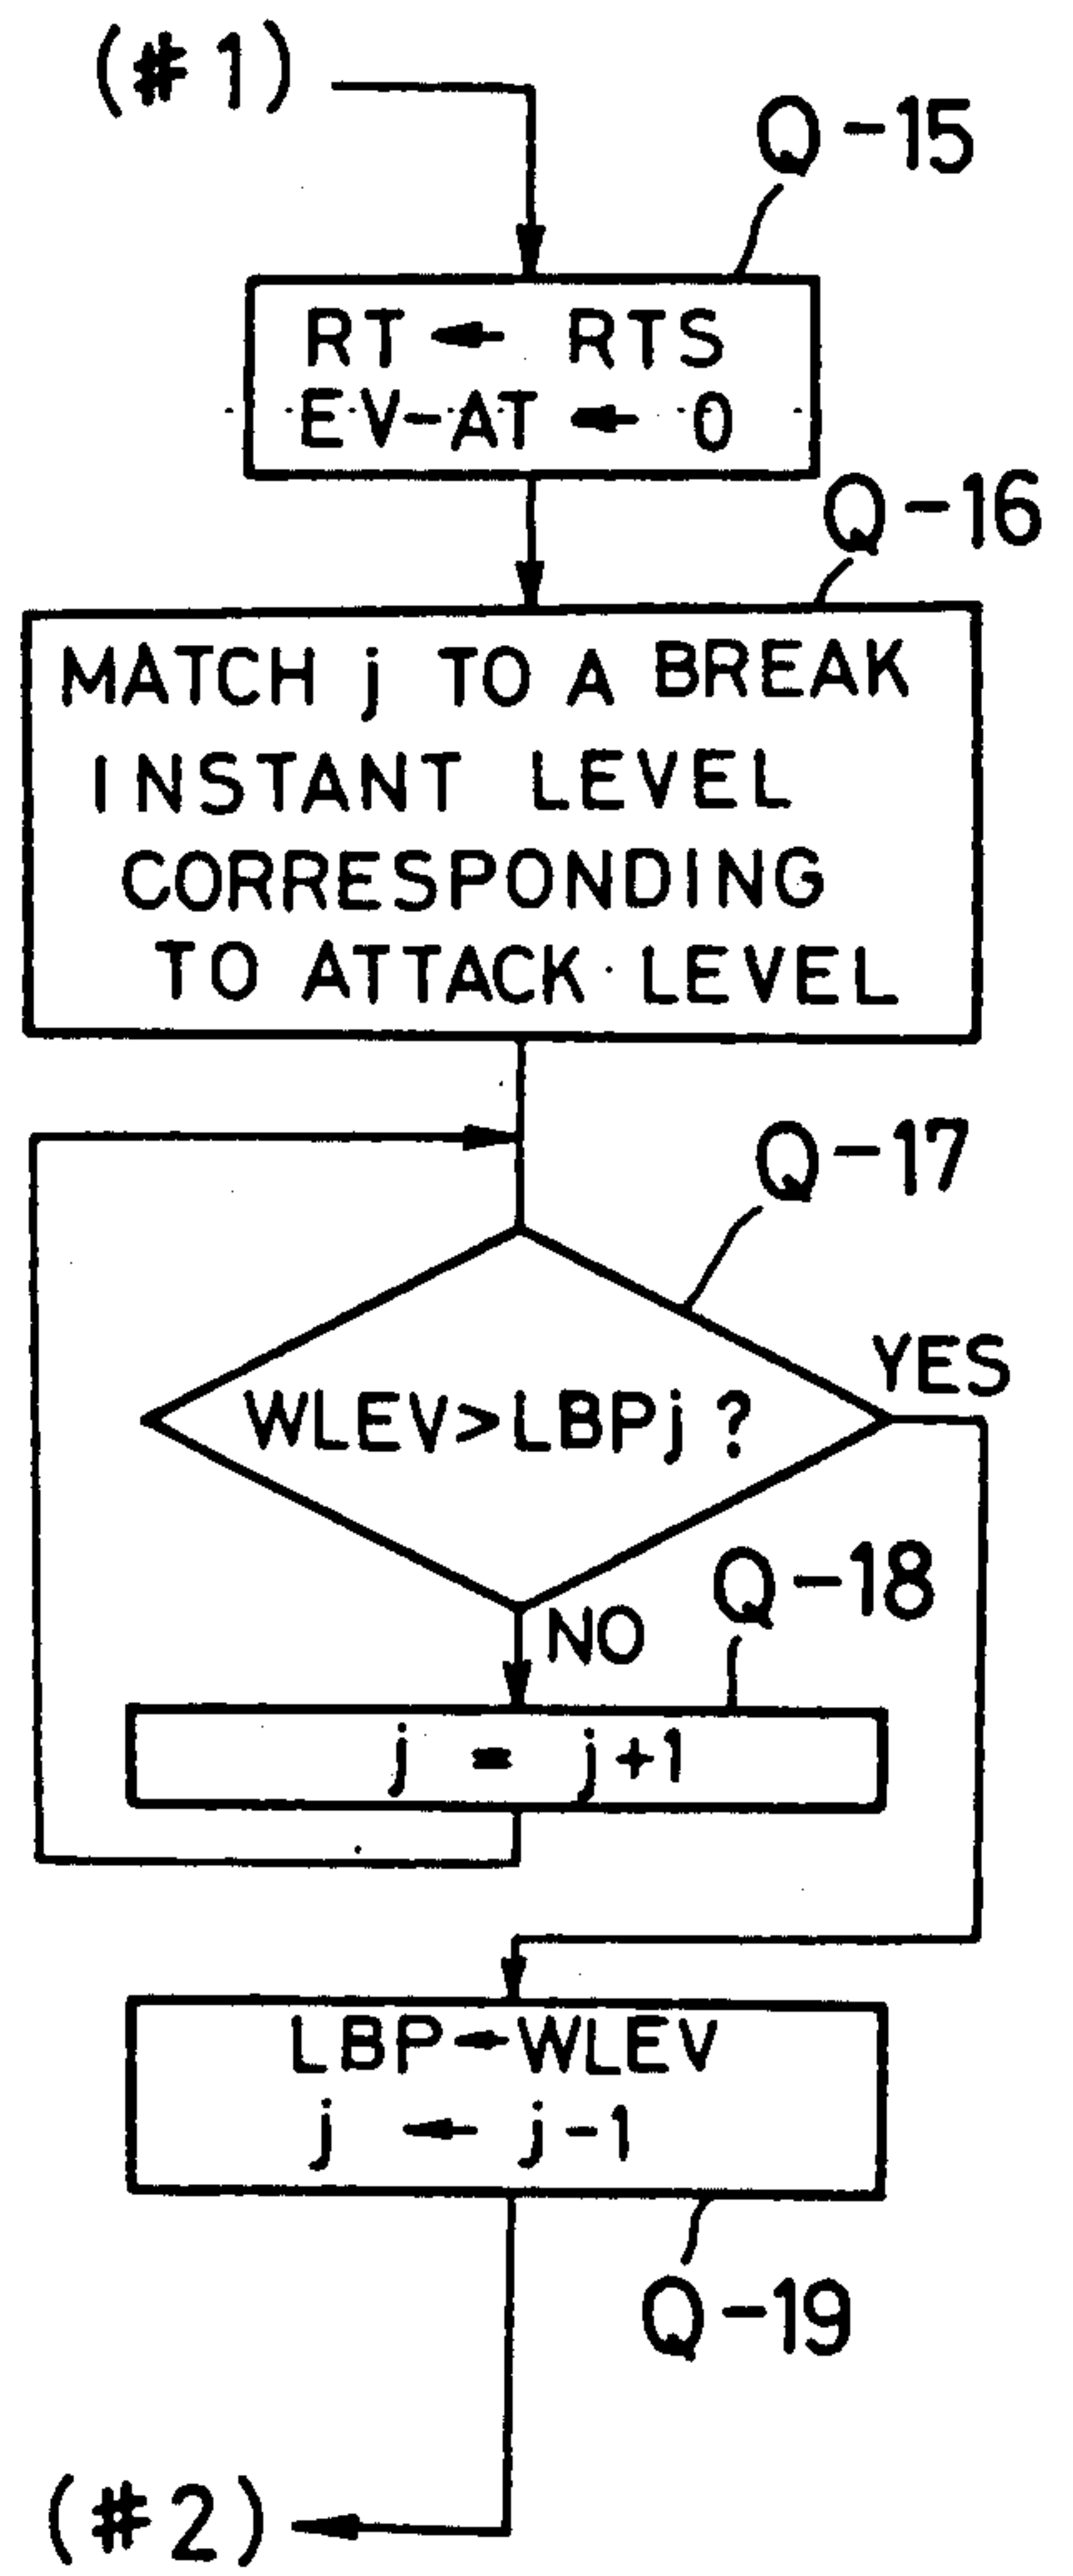 (#1)
Q-15
RT ← RTS
EV-AT ← 0
Q-16
MATCH j TO A BREAK
INSTANT LEVEL
CORRESPONDING
TO ATTACK LEVEL
Q-17
YES
WLEV>LBPj ?
Q-18
NO
j = j+1
LBP←WLEV
j ← j-1
Q-19
(#2)